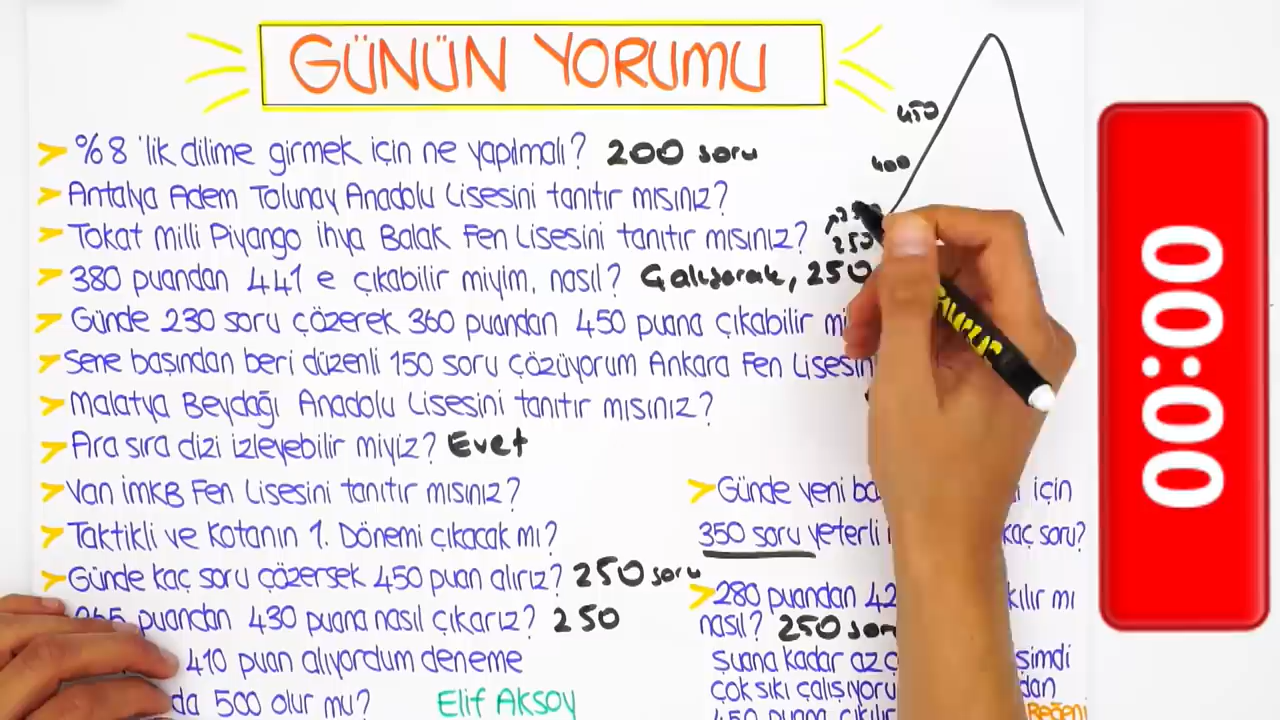 GÜNÜN YORUMU
450
400
%8 'lik dilime girmek için ne yapılmalı? 200 soru
Antalya Adem Tolunay Anadolu Lisesini tanıtır mısınız?
Tokat Milli Piyango İhya Balak Fen Lisesini tanıtır mısınız?
250
380 puandan 441 e çıkabilir miyim, nasıl? Çalışarak, 250
Günde 230 soru çözerek 360 puandan 450 puana çıkabilir
Sene başından beri düzenli 150 soru çözüyorum Ankara Fen
Malatya Beydağı Anadolu Lisesini tanıtır mısınız?
Ara sıra dizi izleyebilir miyiz? Evet
Van İMKB Fen Lisesini tanıtır mısınız?
Taktikli ve Kotanın 1. Dönemi çıkacak mı?
Günde kaç soru çözersek 450 puan alırız? 250 soru
puandan 430 puana nasıl çıkarız? 250
410 puan alıyordum deneme
da 500 olur mu? Elif Aksoy
Günde yeni için
350 soru yeterli kaç soru?
280 puandan mı
nasıl? 250
şuana kadar az şimdi
çok sıkı
450 puana
00:00